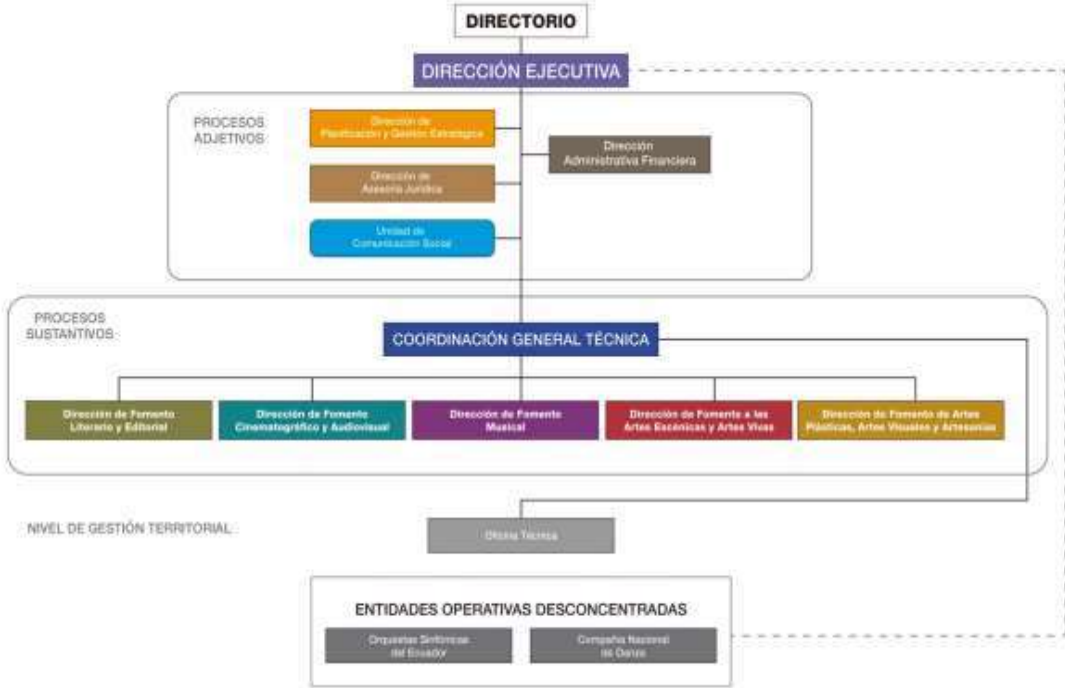 DIRECTORIO
DIRECCIÓN EJECUTIVA
PROCESOS
ADJETIVOS
Dirección de
Planificación y Gestión Estratégica
Dirección
Administrativa Financiera
Dirección de
Asesoría Jurídica
Unidad de
Comunicación Social
PROCESOS
SUSTANTIVOS
COORDINACIÓN GENERAL TÉCNICA
Dirección de Fomento
Literario y Editorial
Dirección de Fomento
Cinematográfico y Audiovisual
Dirección de Fomento
Musical
Dirección de Fomento a las
Artes Escénicas y Artes Vivas
Dirección de Fomento de Artes
Plásticas, Artes Visuales y Artesanías
NIVEL DE GESTIÓN TERRITORIAL
Oficina Técnica
ENTIDADES OPERATIVAS DESCONCENTRADAS
Orquestas Sinfónicas
del Ecuador
Compañía Nacional
de Danza